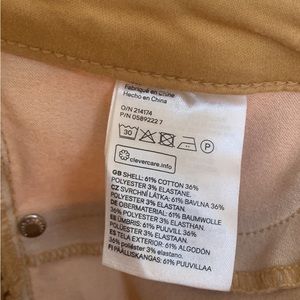 Fabriqué en Chine
Hecho en China
O/N 214174
P/N 0589222 7
30
P
clevercare.info
GB SHELL: 61% COTTON 36%
POLYESTER 3% ELASTANE.
CZ SVRCHNÍ LÁTKA: 61% BAVLNA 36%
POLYESTER 3% ELASTAN.
DE OBERMATERIAL: 61% BAUMWOLLE
36% POLYESTER 3% ELASTHAN.
EE ÜMBRIS: 61% PUUVILL 36%
POLÜESTER 3% ELASTAAN.
ES TELA EXTERIOR: 61% ALGODÓN
36% poliéster 3% elastano.
FI PÄÄLLISKANGAS: 61% PUUVILLAA